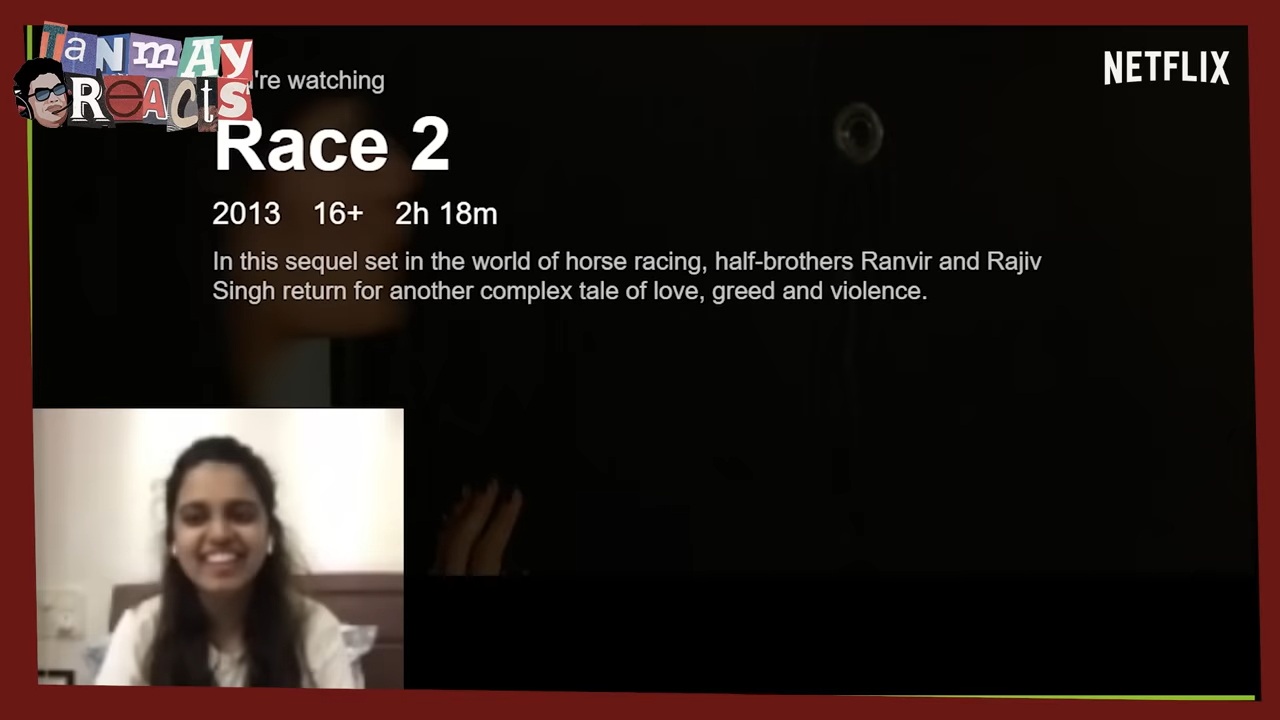 TaNmAy
ReACtS
're watching
NETFLIX
Race 2
2013 16+ 2h 18m
In this sequel set in the world of horse racing, half-brothers Ranvir and Rajiv
Singh return for another complex tale of love, greed and violence.